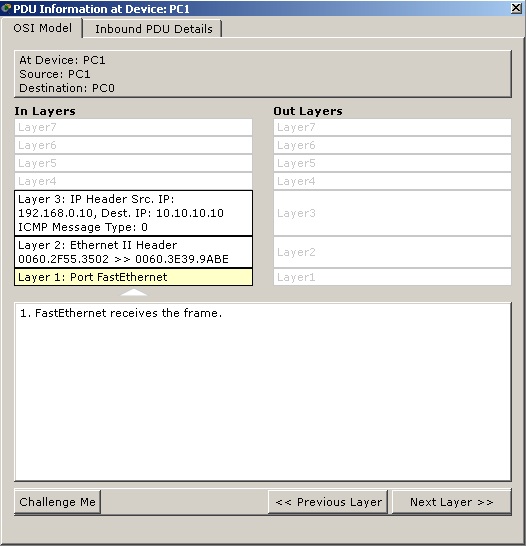 PDU Information at Device: PC1
OSI Model
Inbound PDU Details
At Device: PC1
Source: PC1
Destination: PC0
In Layers
Layer7
Layer6
Layer5
Layer4
Layer 3: IP Header Src. IP:
192.168.0.10, Dest. IP: 10.10.10.10
ICMP Message Type: 0
Layer 2: Ethernet II Header
0060.2F55.3502 >> 0060.3E39.9ABE
Layer 1: Port FastEthernet
Out Layers
Layer7
Layer6
Layer5
Layer4
Layer3
Layer2
Layer1
1. FastEthernet receives the frame.
Challenge Me
<< Previous Layer
Next Layer >>